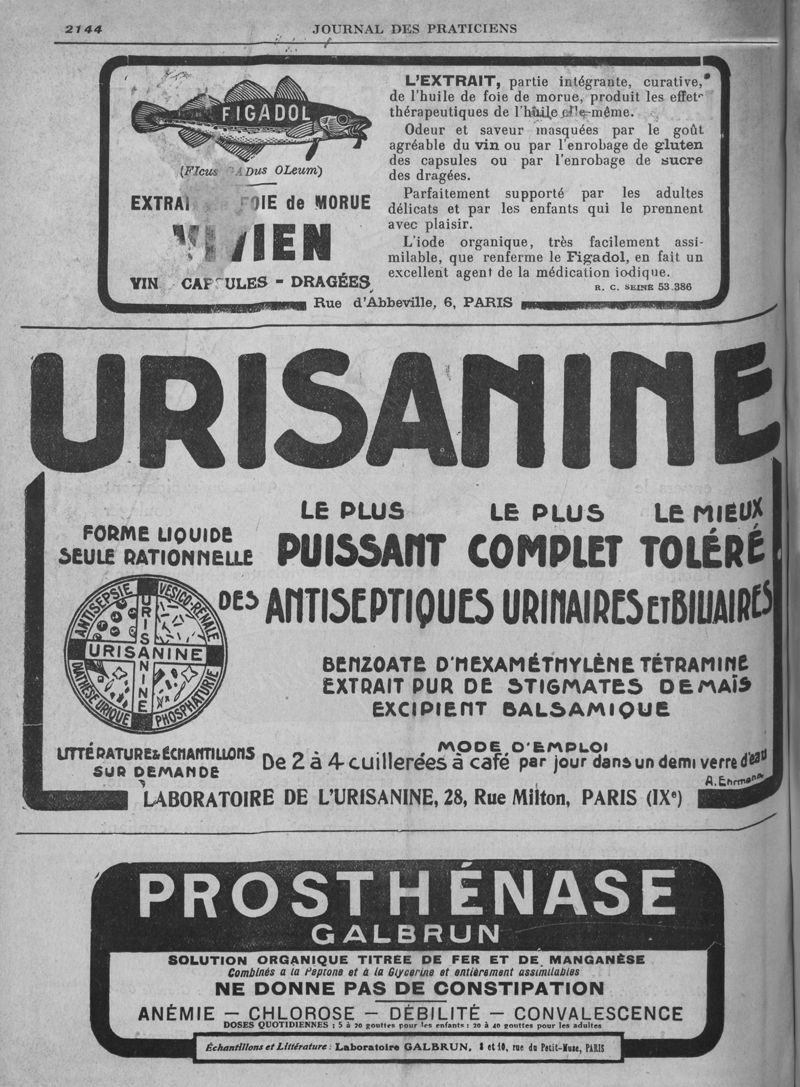 2144
JOURNAL DES PRATICIENS
FIGADOL
(FIcus GADus OLeum)
EXTRAIT FOIE de MORUE
VIVIEN
VIN CAPSULES - DRAGÉES
L'EXTRAIT, partie intégrante, curative,
de l'huile de foie de morue, produit les effets
thérapeutiques de l'huile elle-même.
Odeur et saveur masquées par le goût
agréable du vin ou par l'enrobage de gluten
des capsules ou par l'enrobage de sucre
des dragées.
Parfaitement supporté par les adultes
délicats et par les enfants qui le prennent
avec plaisir.
L'iode organique, très facilement assi-
milable, que renferme le Figadol, en fait un
excellent agent de la médication iodique.
R. C. SEINE 53.386
Rue d'Abbeville, 6, PARIS
URISANINE
FORME LIQUIDE
SEULE RATIONNELLE
LE PLUS LE PLUS LE MIEUX
PUISSANT COMPLET TOLÉRÉ
DES ANTISEPTIQUES URINAIRES ET BILIAIRES
ANTISEPSIE VESICO-RÉNALE
URISANINE
URISANINE
DIATHÈSE URIQUE PHOSPHATURIE
BENZOATE D'HEXAMÉTHYLÈNE TÉTRAMINE
EXTRAIT PUR DE STIGMATES DE MAÏS
EXCIPIENT BALSAMIQUE
LITTÉRATURE & ÉCHANTILLONS
SUR DEMANDE
MODE D'EMPLOI
De 2 à 4 cuillerées à café par jour dans un demi verre d'eau
A. Ehrmann
LABORATOIRE DE L'URISANINE, 28, Rue Milton, PARIS (IXe)
PROSTHÉNASE
GALBRUN
SOLUTION ORGANIQUE TITREE DE FER ET DE MANGANÈSE
Combinés a la Peptone et à la Glycerine et entièrement assimilables
NE DONNE PAS DE CONSTIPATION
ANÉMIE — CHLOROSE — DÉBILITÉ — CONVALESCENCE
DOSES QUOTIDIENNES : 5 à 20 gouttes pour les enfants : 20 à 40 gouttes pour les adultes
Échantillons et Littérature : Laboratoire GALBRUN, 8 et 10, rue du Petit-Musc, PARIS